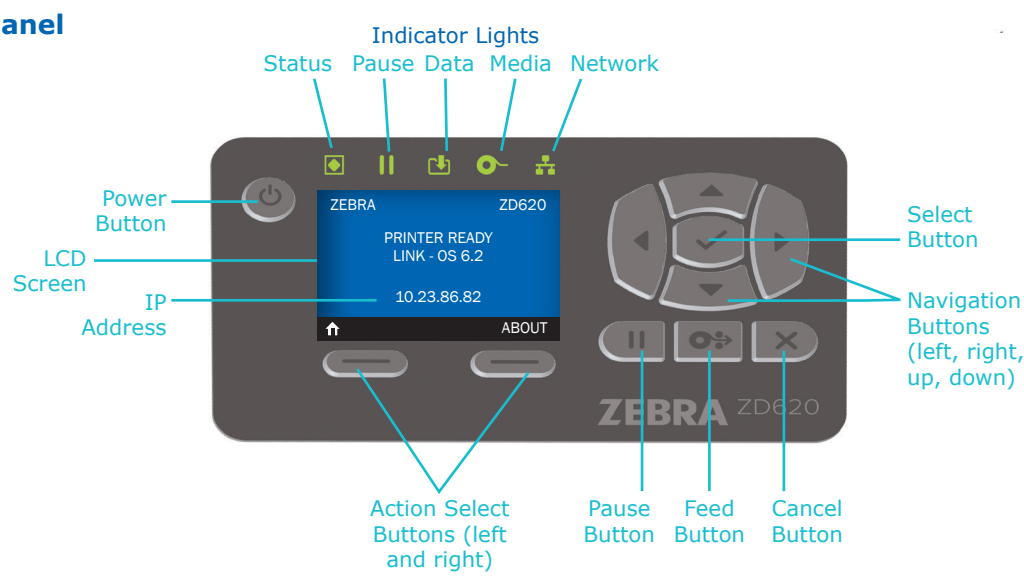 anel
Indicator Lights
Status Pause Data Media Network
Power
Button
LCD
Screen
IP
Address
ZEBRA ZD620
PRINTER READY
LINK - OS 6.2
10.23.86.82
ABOUT
Select
Button
Navigation
Buttons
(left, right,
up, down)
ZEBRA ZD620
Action Select
Buttons (left
and right)
Pause
Button
Feed
Button
Cancel
Button